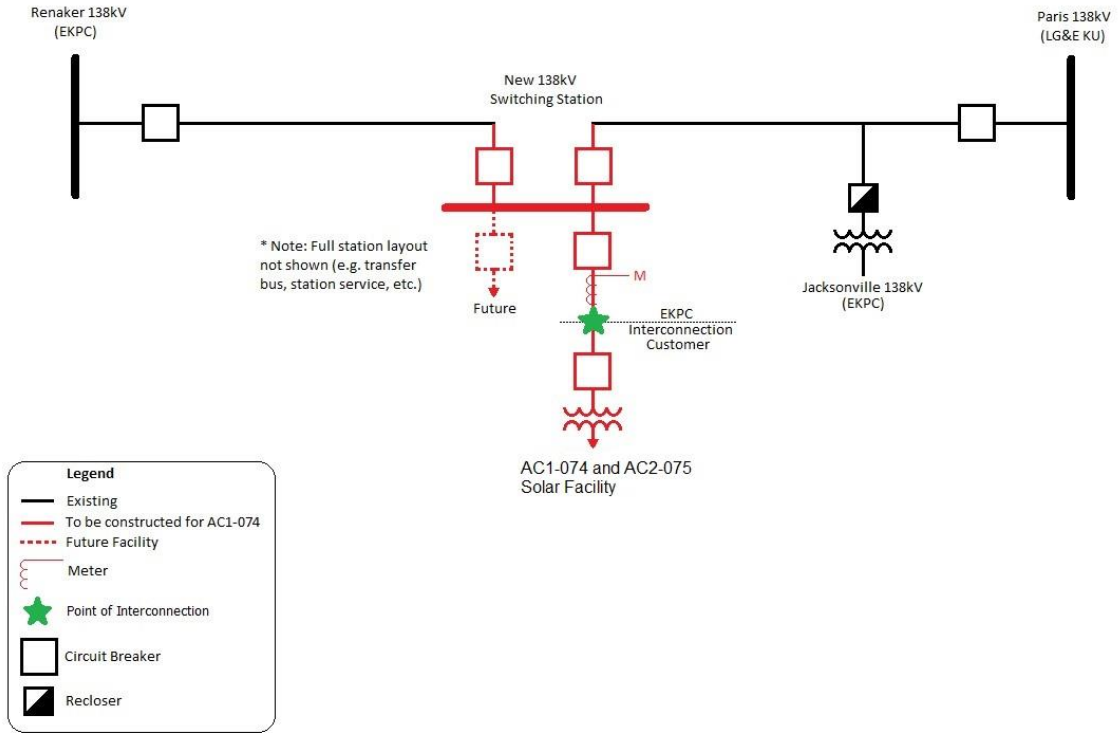 Renaker 138kV
(EKPC)
Paris 138kV
(LG&E KU)
New 138kV
Switching Station
* Note: Full station layout
not shown (e.g. transfer
bus, station service, etc.)
M
Future
EKPC
Interconnection
Customer
Jacksonville 138kV
(EKPC)
AC1-074 and AC2-075
Solar Facility
Legend
Existing
To be constructed for AC1-074
Future Facility
Meter
Point of Interconnection
Circuit Breaker
Recloser